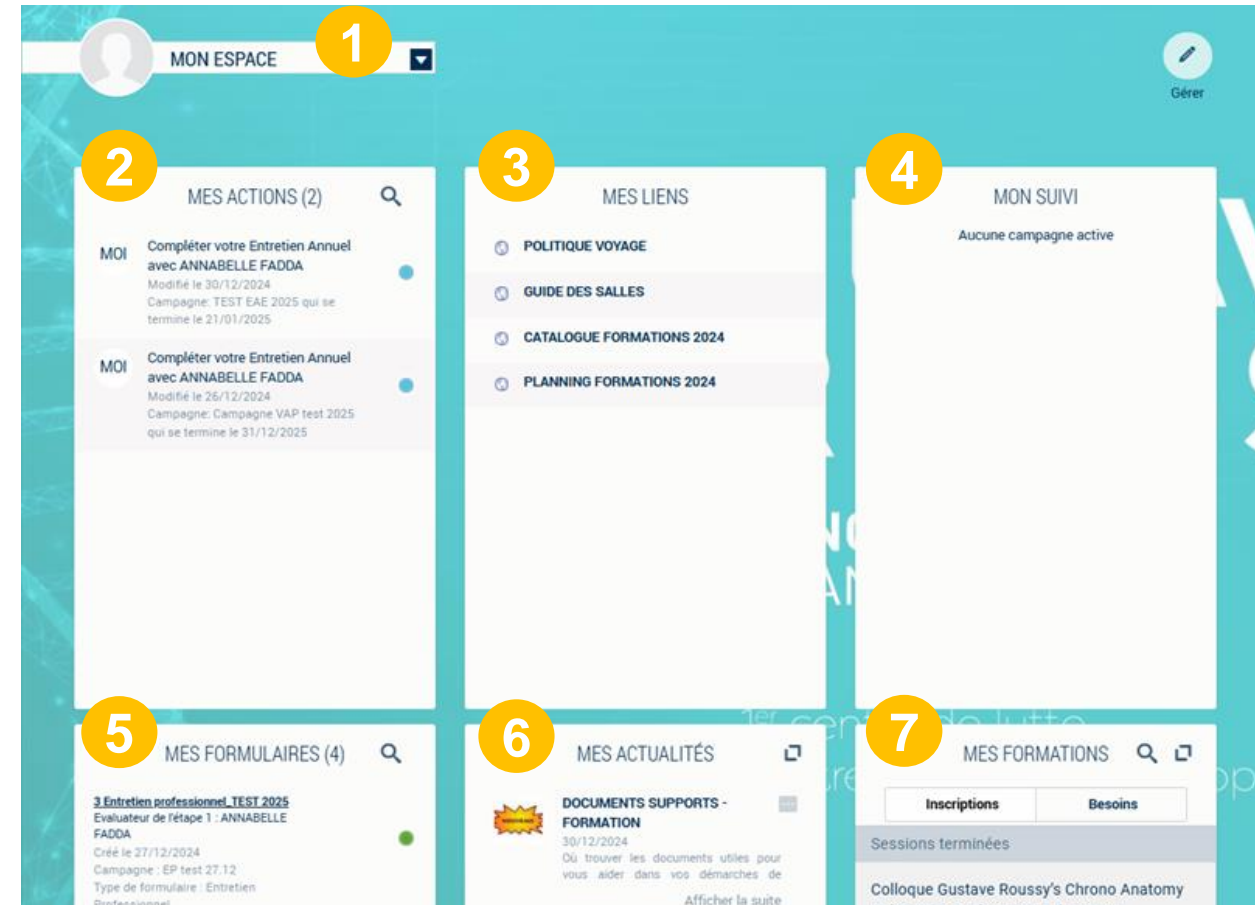 1
MON ESPACE
Gérer
2
MES ACTIONS (2)
MOI
Compléter votre Entretien Annuel
avec ANNABELLE FADDA
Modifié le 30/12/2024
Campagne: TEST EAE 2025 qui se
termine le 21/01/2025
MOI
Compléter votre Entretien Annuel
avec ANNABELLE FADDA
Modifié le 26/12/2024
Campagne: Campagne VAP test 2025
qui se termine le 31/12/2025
3
MES LIENS
POLITIQUE VOYAGE
GUIDE DES SALLES
CATALOGUE FORMATIONS 2024
PLANNING FORMATIONS 2024
4
MON SUIVI
Aucune campagne active
5
MES FORMULAIRES (4)
3 Entretien professionnel_TEST 2025
Evaluateur de l'étape 1 : ANNABELLE
FADDA
Créé le 27/12/2024
Campagne : EP test 27.12
Type de formulaire : Entretien
Professionnel
6
MES ACTUALITÉS
DOCUMENTS SUPPORTS -
FORMATION
30/12/2024
Où trouver les documents utiles pour
vous aider dans vos démarches de
Afficher la suite
7
MES FORMATIONS
Inscriptions
Besoins
Sessions terminées
Colloque Gustave Roussy's Chrono Anatomy